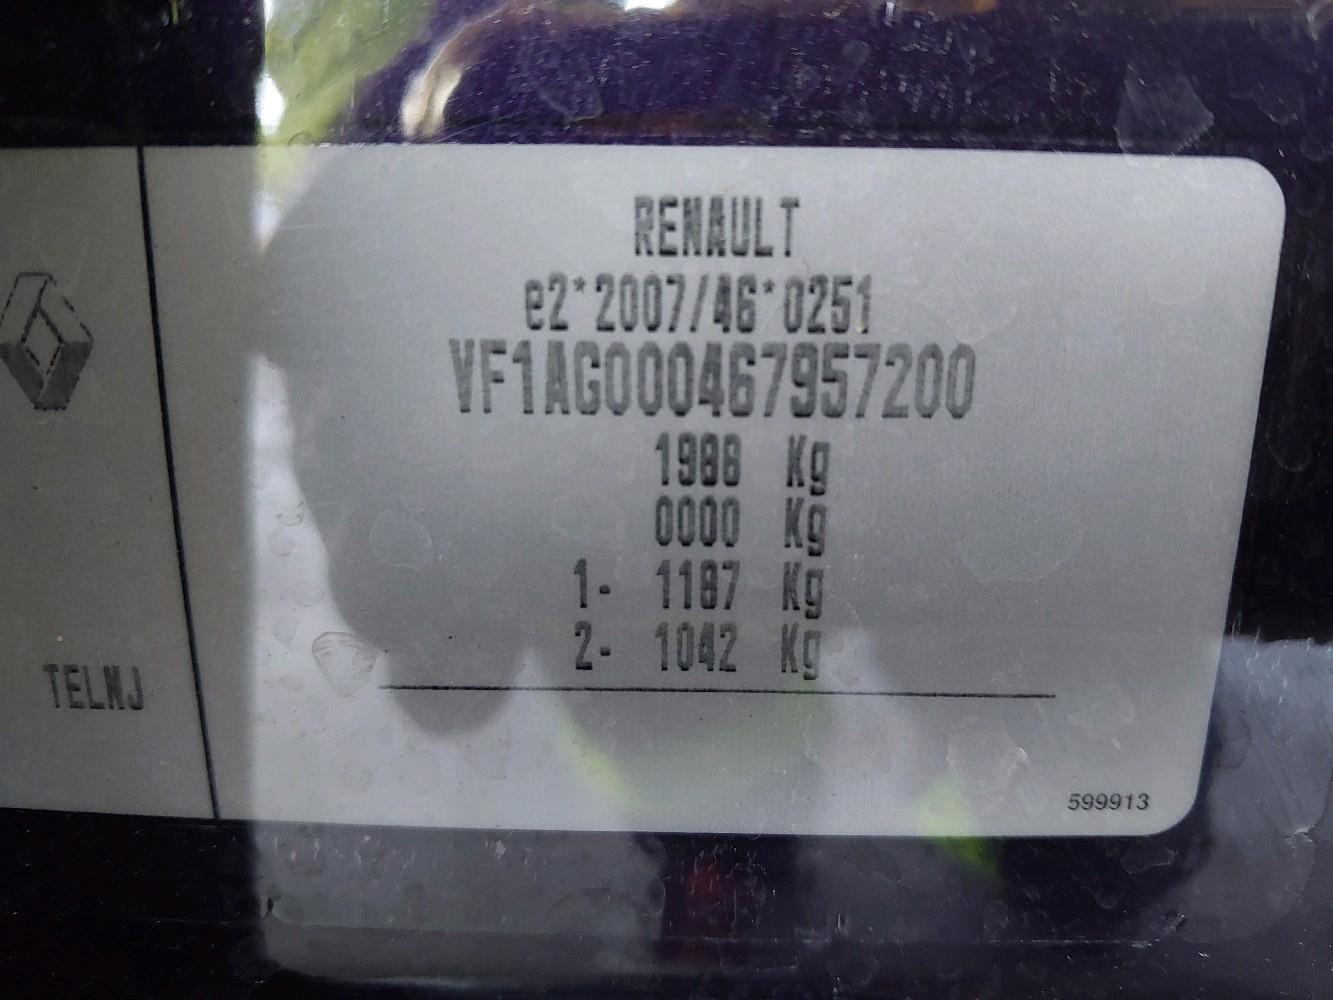 RENAULT
e2*2007/46*0251
VF1AG000467957200
1988 Kg
0000 Kg
1- 1187 Kg
2- 1042 Kg
TELNJ
599913